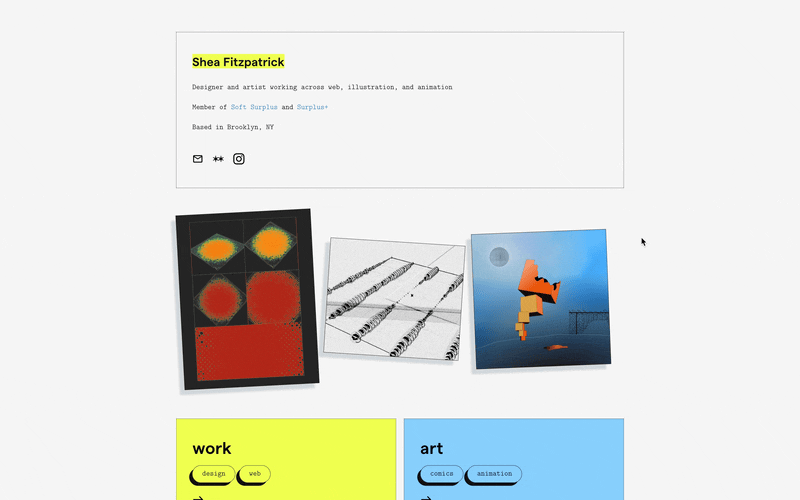 Shea Fitzpatrick
Designer and artist working across web, illustration, and animation
Member of Soft Surplus and Surplus+
Based in Brooklyn, NY
work
design web
art
comics animation